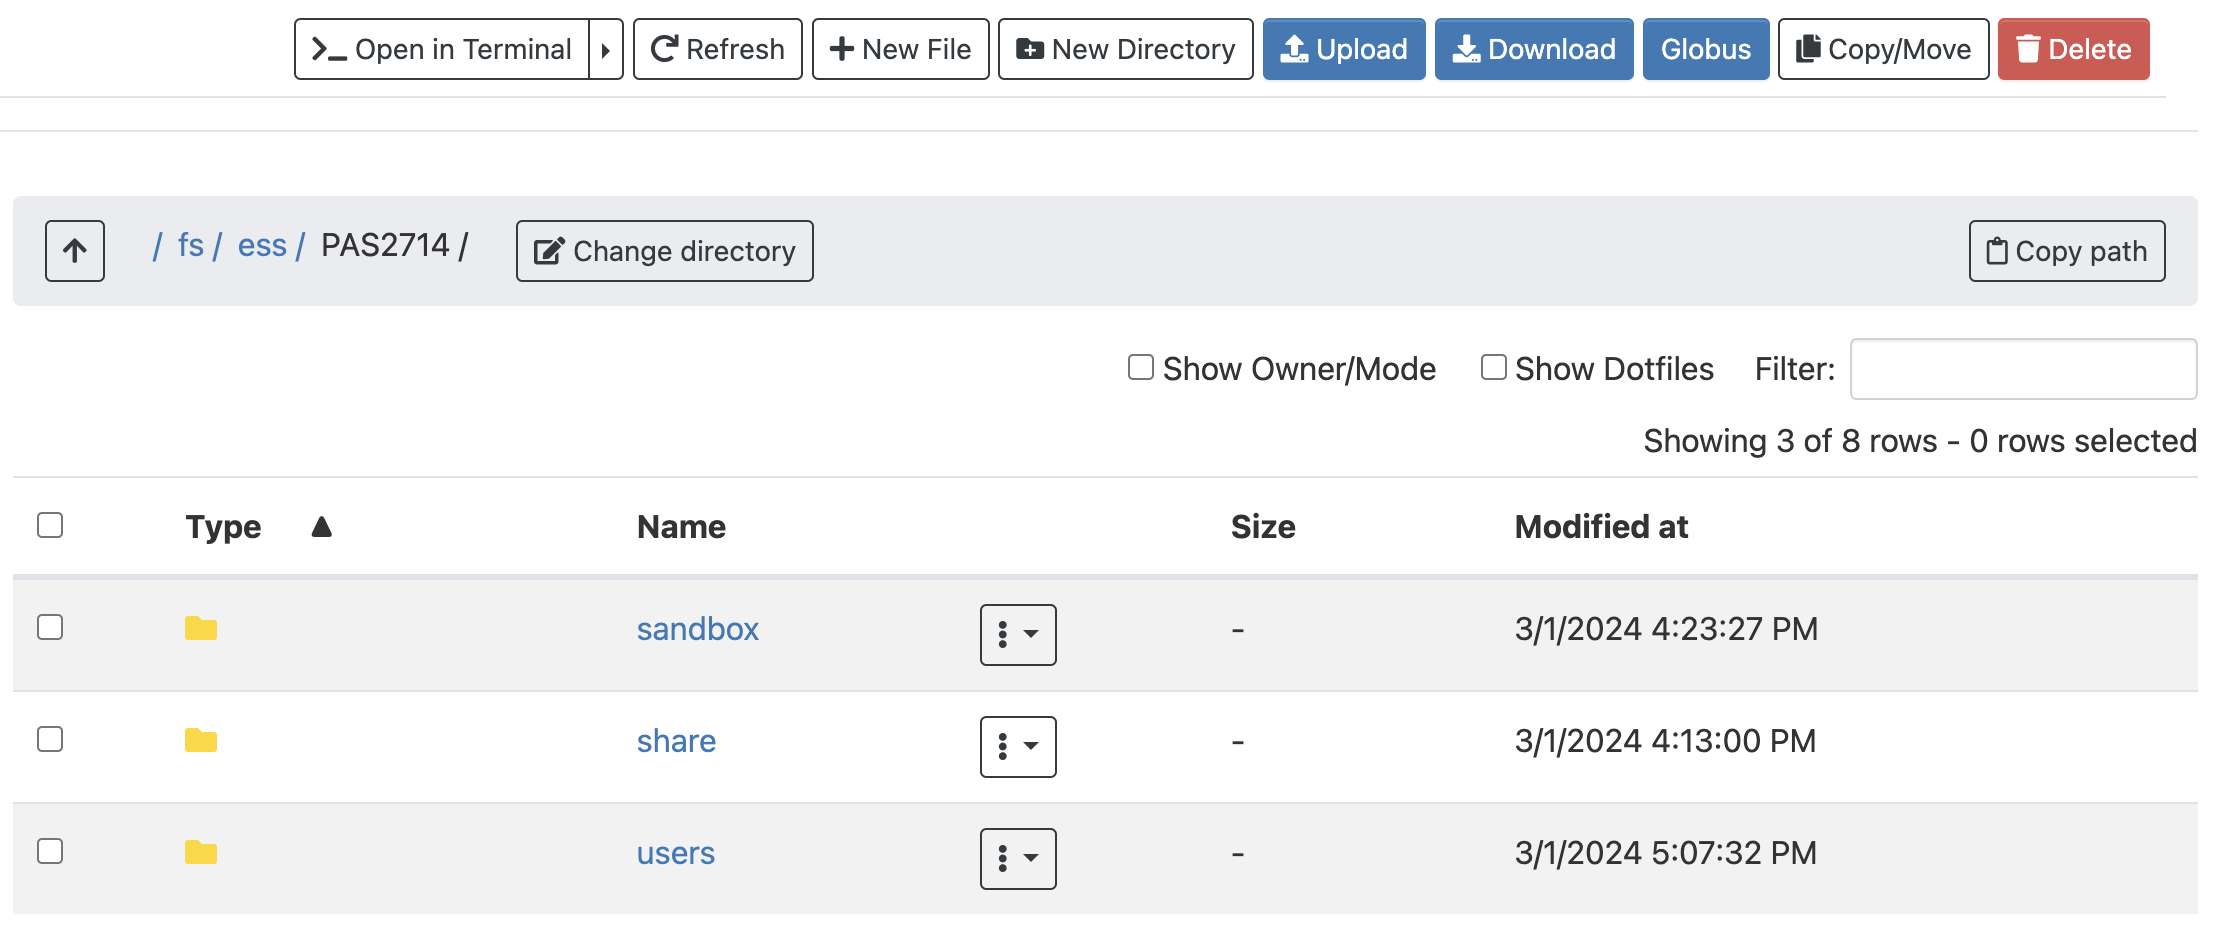 Open in Terminal Refresh New File New Directory Upload Download Globus Copy/Move Delete
/ fs / ess / PAS2714 / Change directory Copy path
Show Owner/Mode Show Dotfiles Filter:
Showing 3 of 8 rows - 0 rows selected
Type Name Size Modified at
sandbox - 3/1/2024 4:23:27 PM
share - 3/1/2024 4:13:00 PM
users - 3/1/2024 5:07:32 PM